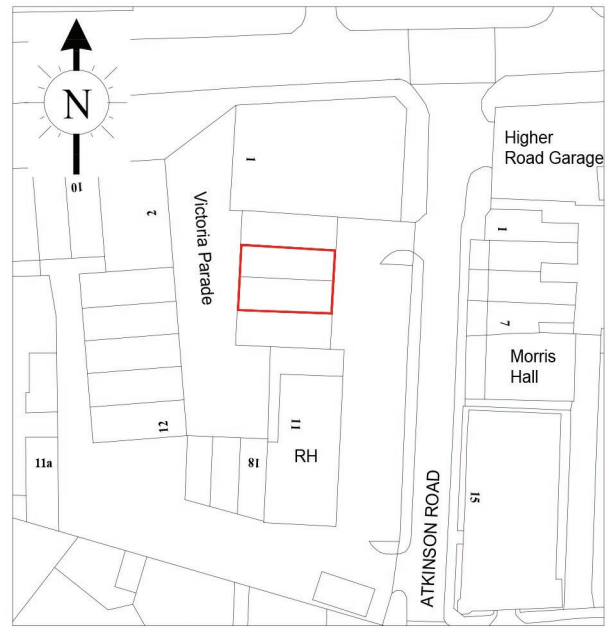 N
Higher
Road Garage
1
10
2
Victoria Parade
1
7
Morris
Hall
12
11
11a
18
RH
15
ATKINSON ROAD